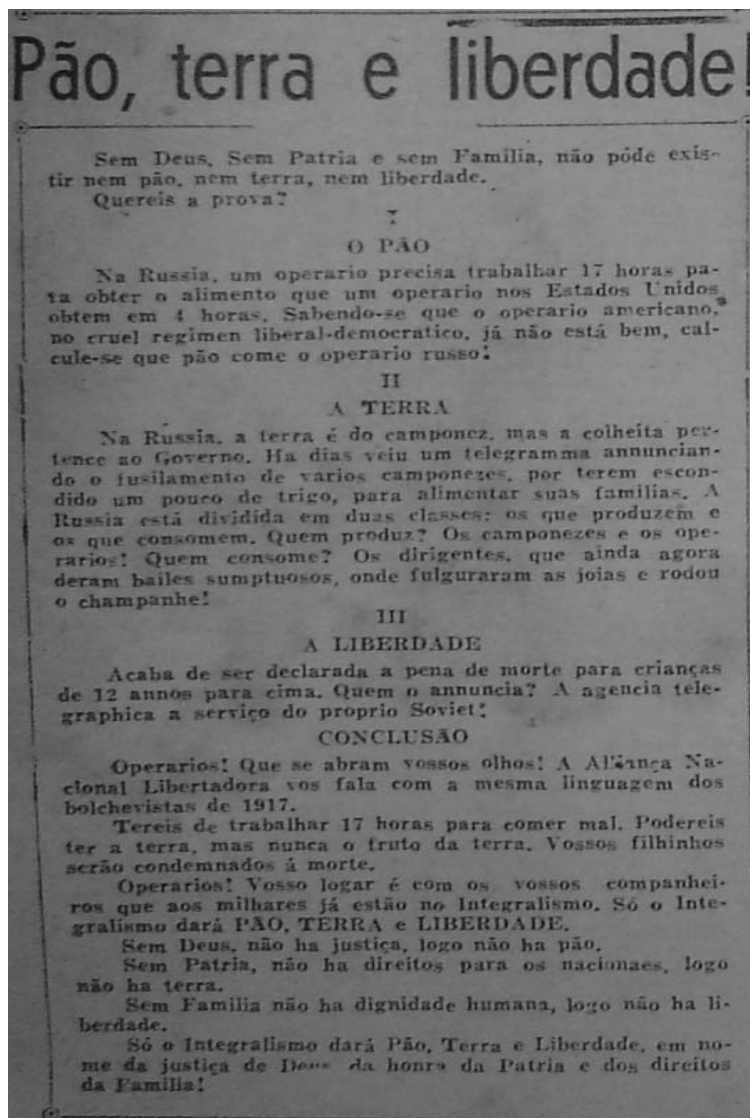 Pão, terra e liberdade!
Sem Deus, Sem Patria e sem Familia, não póde exis-
tir nem pão, nem terra, nem liberdade.
Quereis a prova?
I
O PÃO
Na Russia, um operario precisa trabalhar 17 horas pa-
ra obter o alimento que um operario nos Estados Unidos
obtem em 4 horas. Sabendo-se que o operario americano,
no cruel regimen liberal-democratico, já não está bem, cal-
cule-se que pão come o operario russo!
II
A TERRA
Na Russia, a terra é do camponez, mas a colheita per-
tence ao Governo. Ha dias veiu um telegramma annuncian-
do o fusilamento de varios camponezes, por terem escon-
dido um pouco de trigo, para alimentar suas familias. A
Russia está dividida em duas classes: os que produzem e
os que consomem. Quem produz? Os camponezes e os ope-
rarios! Quem consome? Os dirigentes, que ainda agora
deram bailes sumptuosos, onde fulguraram as joias e rodou
o champanhe!
III
A LIBERDADE
Acaba de ser declarada a pena de morte para crianças
de 12 annos para cima. Quem o annuncia? A agencia tele-
graphica a serviço do proprio Soviet!
CONCLUSÃO
Operarios! Que se abram vossos olhos! A Aliança Na-
cional Libertadora vos fala com a mesma linguagem dos
bolchevistas de 1917.
Tereis de trabalhar 17 horas para comer mal. Podereis
ter a terra, mas nunca o fruto da terra. Vossos filhinhos
serão condemnados á morte.
Operarios! Vosso logar é com os vossos companhei-
ros que aos milhares já estão no Integralismo. Só o Inte-
gralismo dará PÃO, TERRA e LIBERDADE.
Sem Deus, não ha justiça, logo não ha pão.
Sem Patria, não ha direitos para os nacionaes, logo
não ha terra.
Sem Familia não ha dignidade humana, logo não ha li-
berdade.
Só o Integralismo dará Pão, Terra e Liberdade, em no-
me da justiça de Deus da honra da Patria e dos direitos
da Familia!